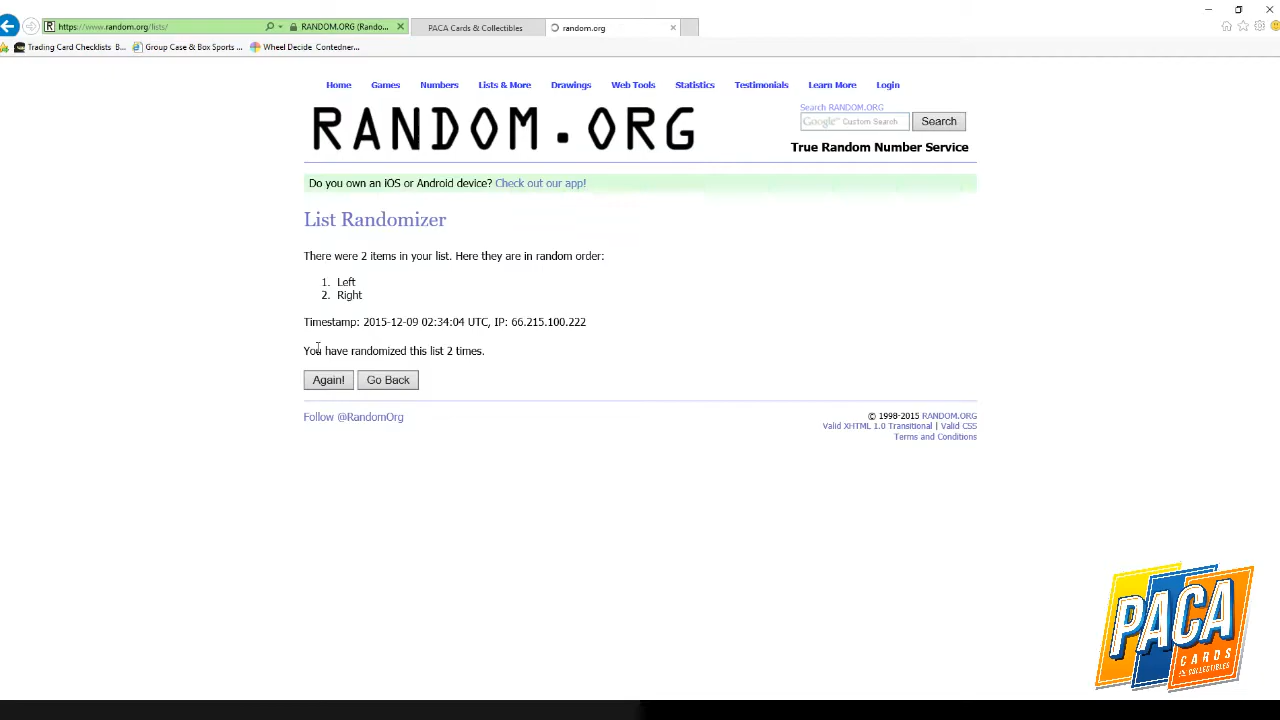 https://www.random.org/lists/
RANDOM.ORG (Rando...
PACA Cards & Collectibles
random.org
Trading Card Checklists B...
Group Case & Box Sports ...
Wheel Decide Contedner...
Home Games Numbers Lists & More Drawings Web Tools Statistics Testimonials Learn More Login
RANDOM.ORG
Search RANDOM.ORG
Google Custom Search
Search
True Random Number Service
Do you own an iOS or Android device? Check out our app!
List Randomizer
There were 2 items in your list. Here they are in random order:
1. Left
2. Right
Timestamp: 2015-12-09 02:34:04 UTC, IP: 66.215.100.222
You have randomized this list 2 times.
Again! Go Back
Follow @RandomOrg
© 1998-2015 RANDOM.ORG
Valid XHTML 1.0 Transitional | Valid CSS
Terms and Conditions
PACA
CARDS
& COLLECTIBLES